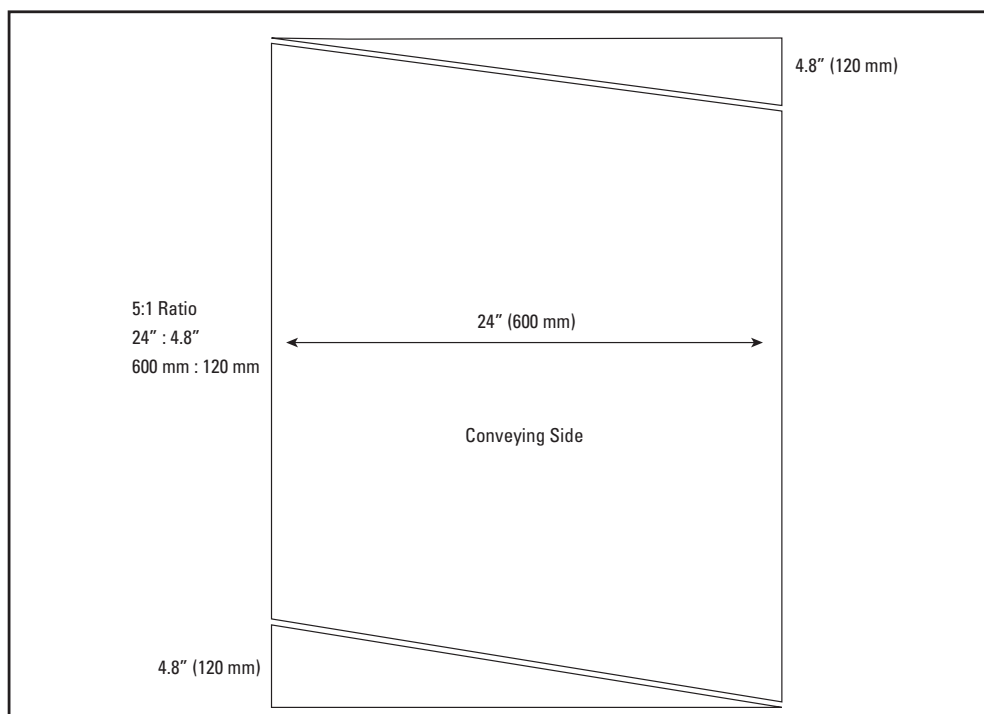 4.8” (120 mm)
5:1 Ratio
24” : 4.8”
600 mm : 120 mm
24” (600 mm)
Conveying Side
4.8” (120 mm)